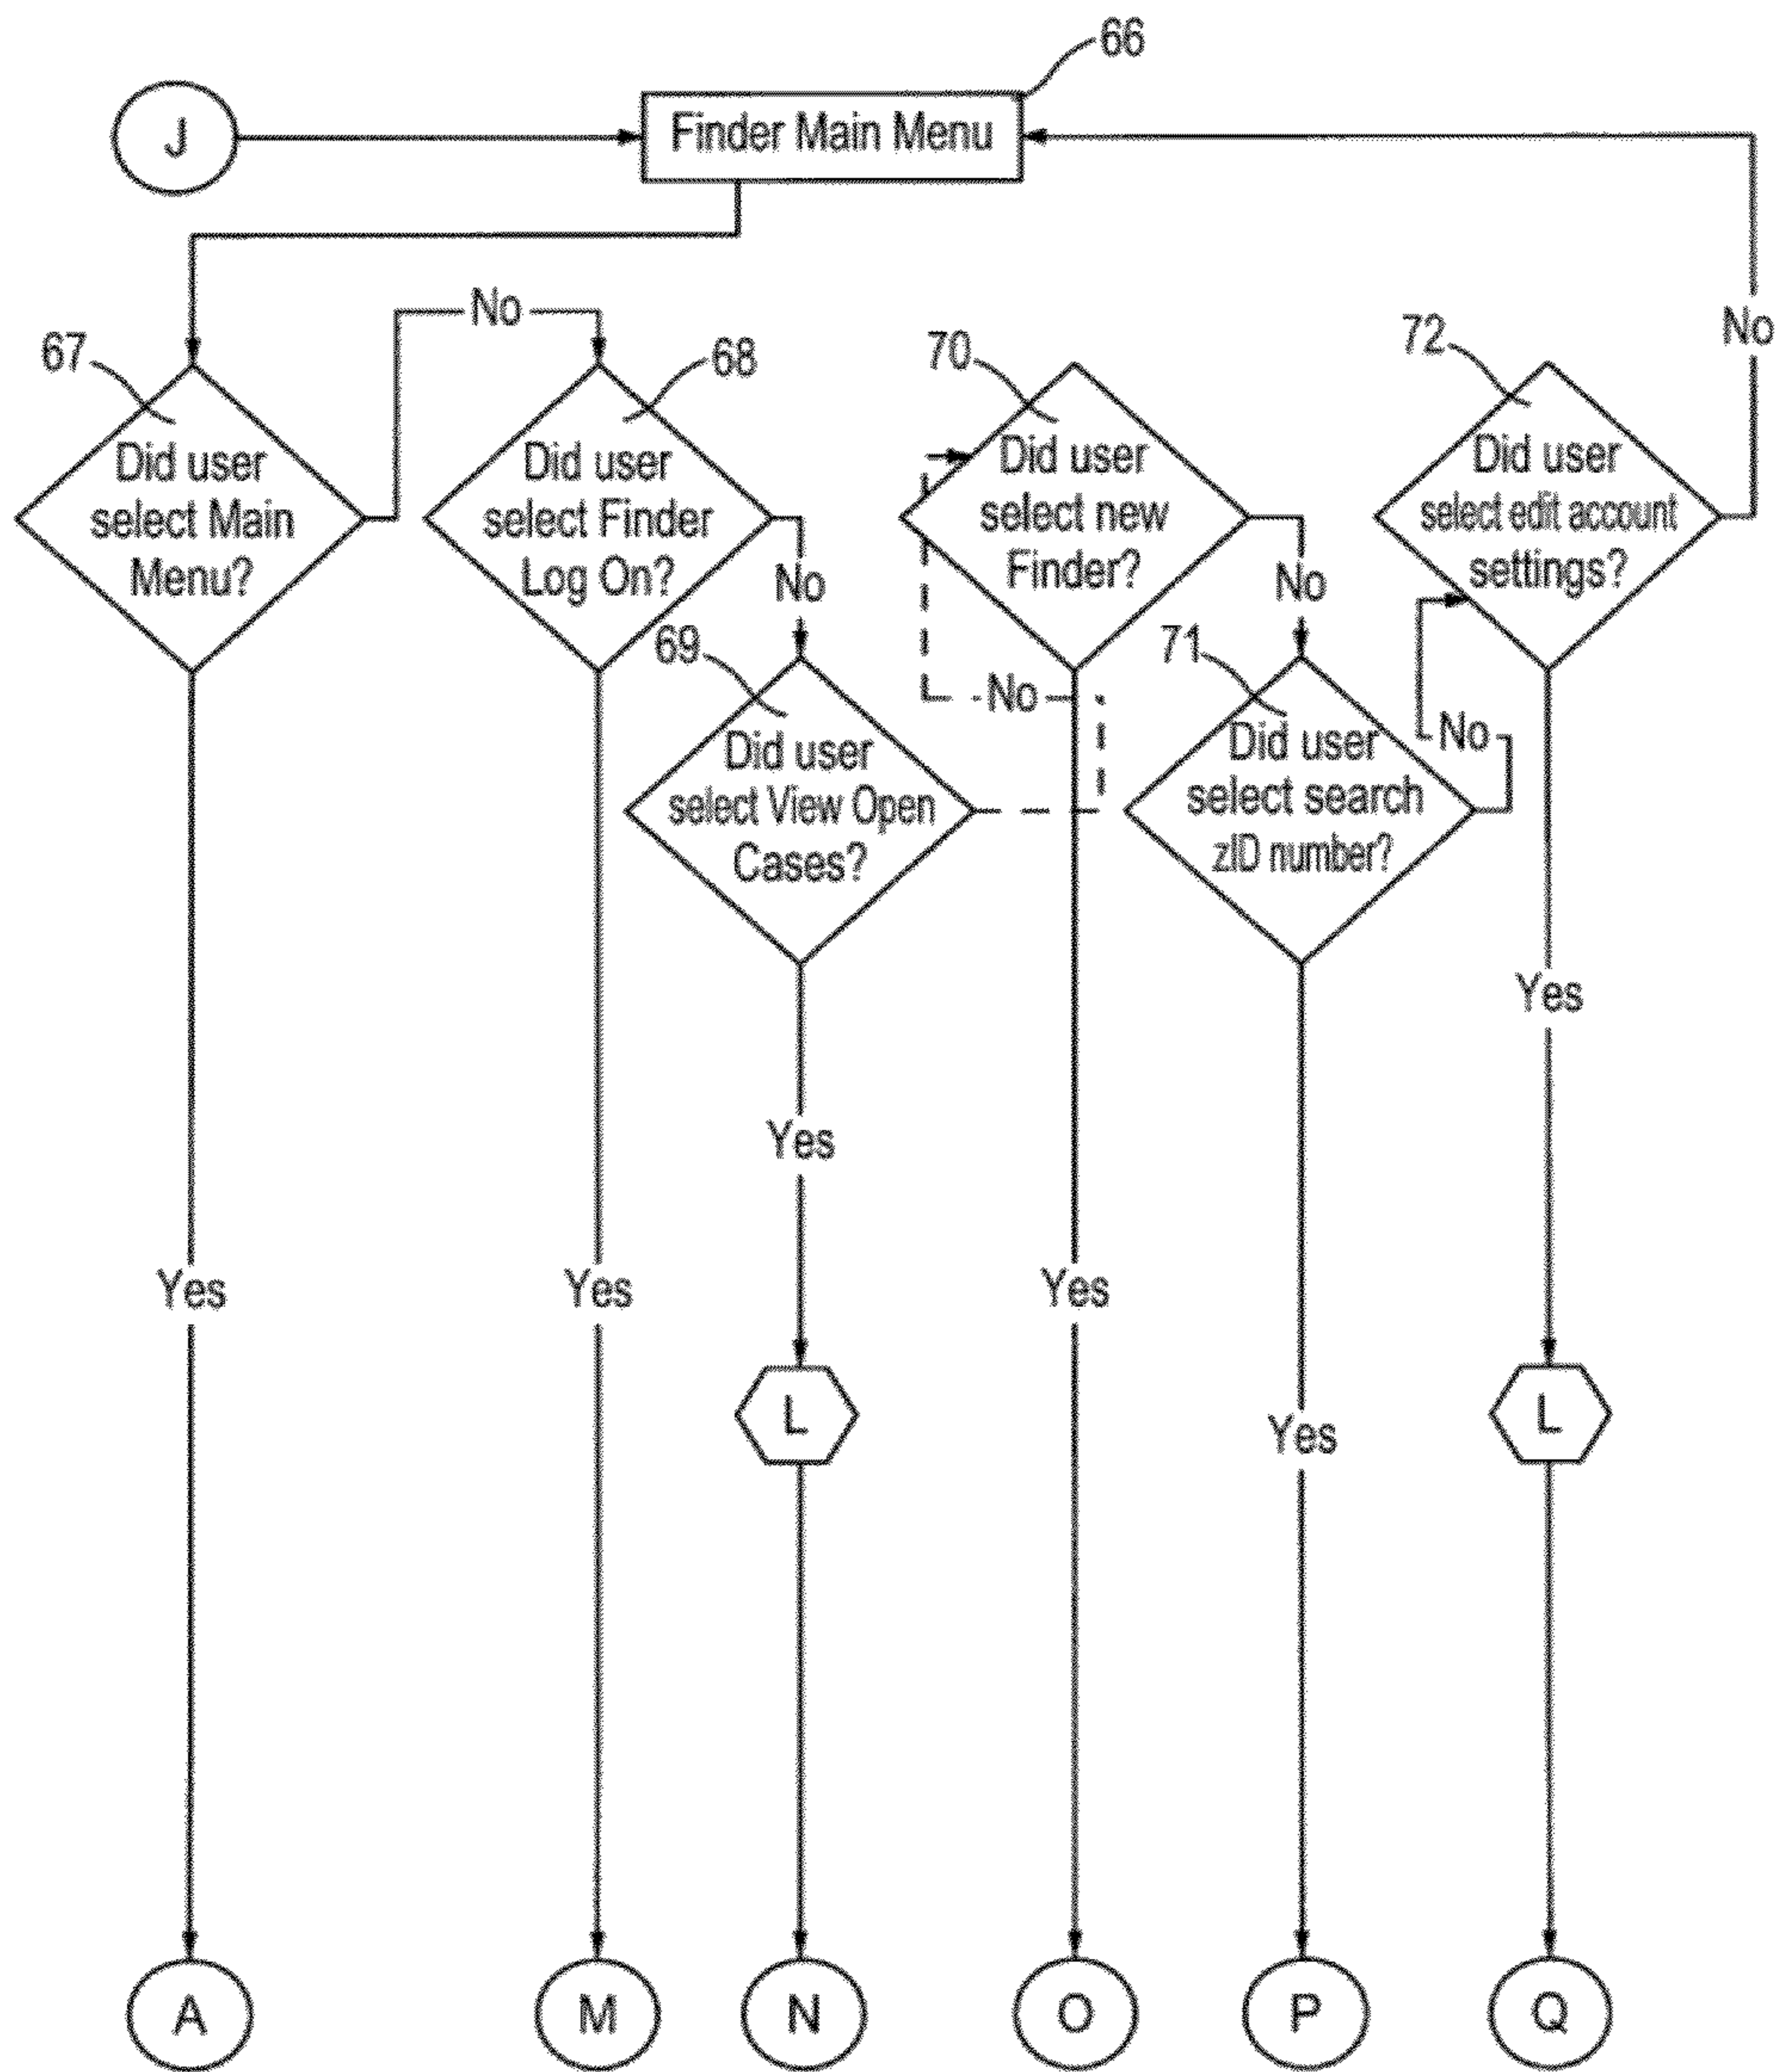 66
J
Finder Main Menu
No
No
67
68
70
72
Did user
select Main
Menu?
Did user
select Finder
Log On?
Did user
select new
Finder?
Did user
select edit account
settings?
No
No
69
71
No
No
Did user
select View Open
Cases?
Did user
select search
zID number?
Yes
Yes
Yes
Yes
Yes
L
L
Yes
A
M
N
O
P
Q